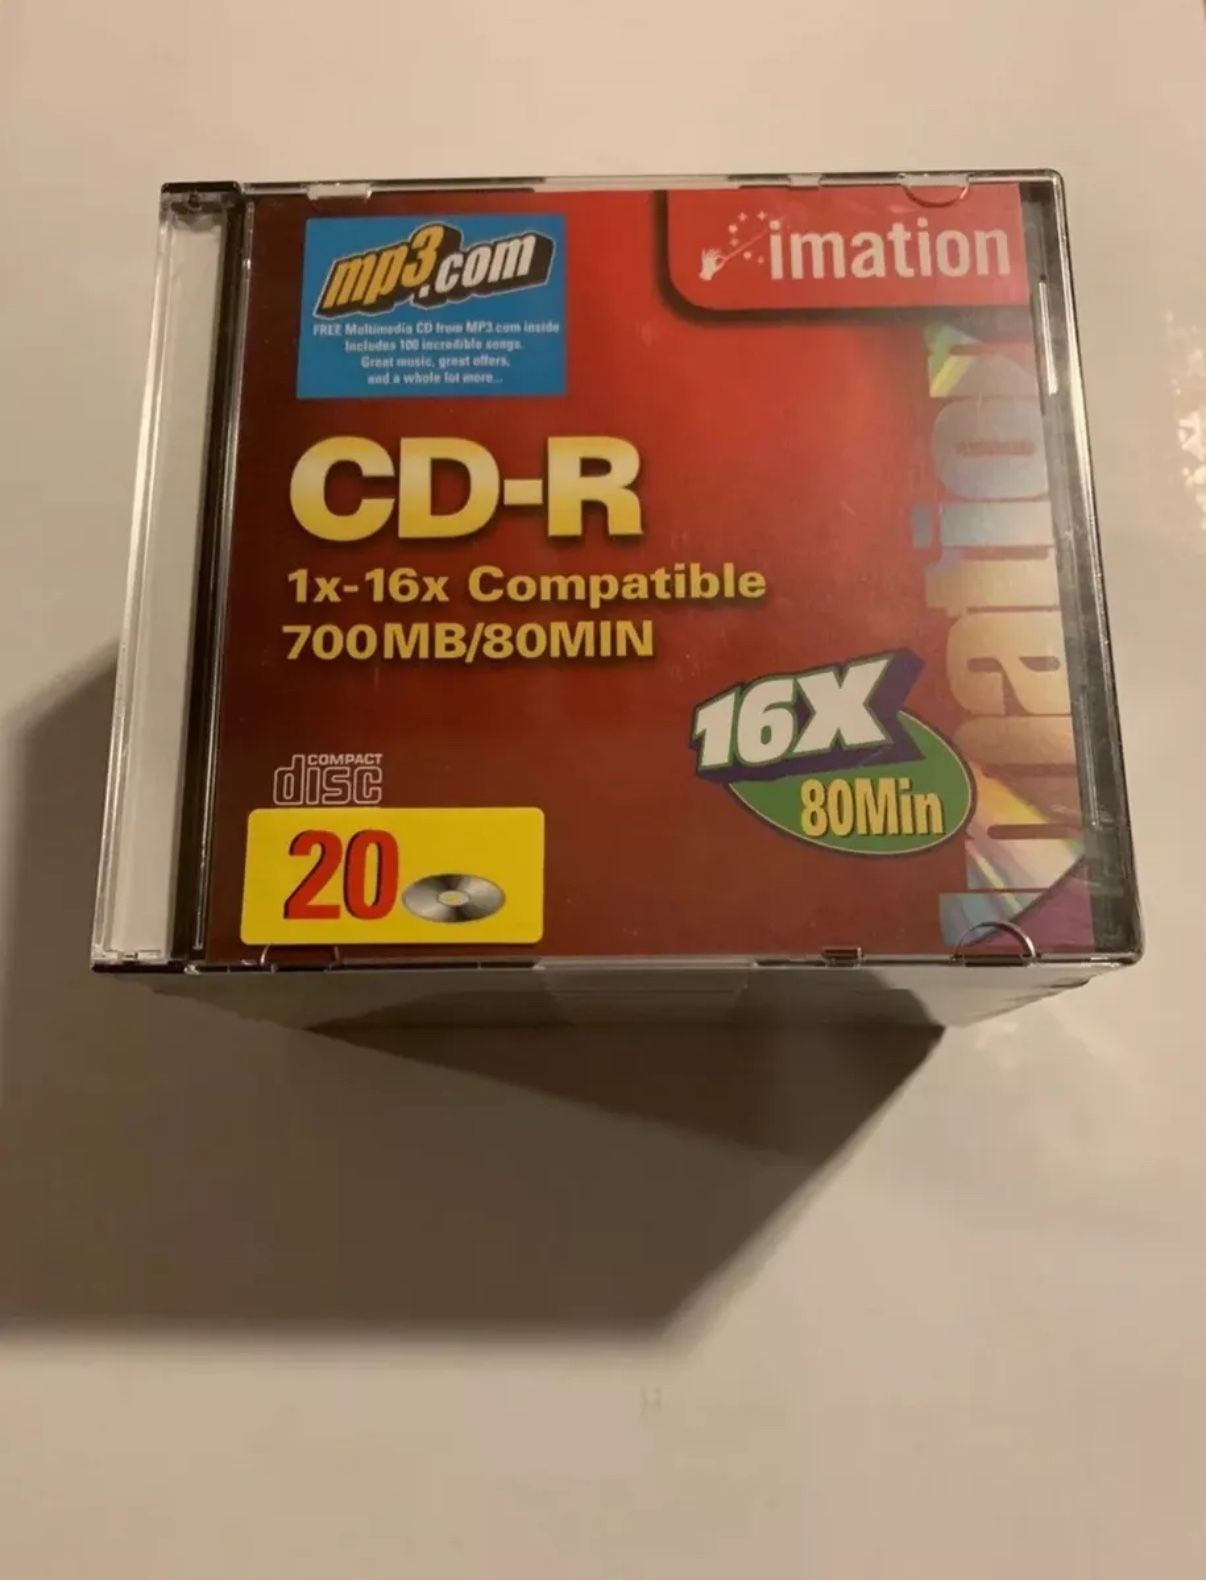 mp3.com
FREE Multimedia CD from MP3.com inside
Includes 100 incredible songs.
Great music, great offers,
and a whole lot more...
imation
CD-R
1x-16x Compatible
700MB/80MIN
imation
16X
80Min
COMPACT
disc
20